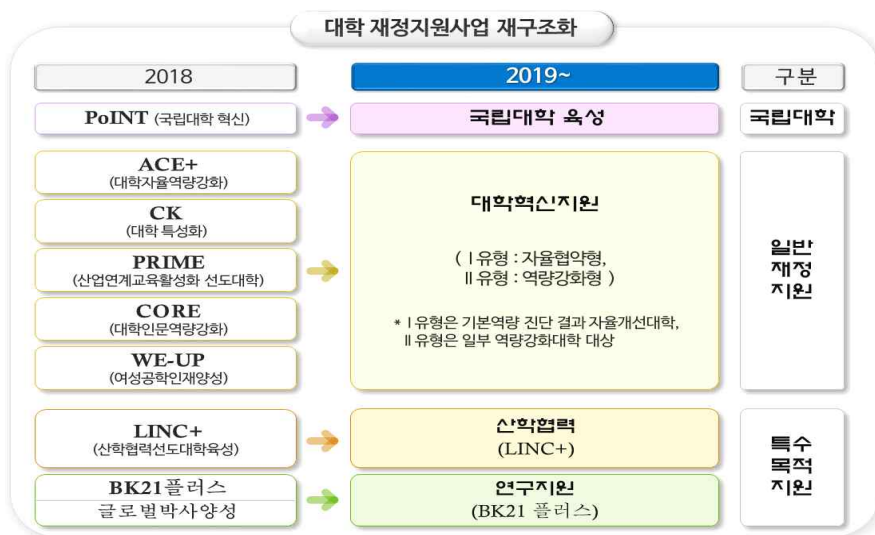 대학 재정지원사업 재구조화
2018
2019~
구분
PoINT (국립대학 혁신)
국립대학 육성
국립대학
ACE+
(대학자율역량강화)
CK
(대학 특성화)
PRIME
(산업연계교육활성화 선도대학)
CORE
(대학인문역량강화)
WE-UP
(여성공학인재양성)
대학혁신지원
( Ⅰ유형 : 자율협약형,
Ⅱ유형 : 역량강화형 )
* Ⅰ유형은 기본역량 진단 결과 자율개선대학,
Ⅱ유형은 일부 역량강화대학 대상
일반
재정
지원
LINC+
(산학협력선도대학육성)
산학협력
(LINC+)
BK21플러스
글로벌박사양성
연구지원
(BK21 플러스)
특수
목적
지원